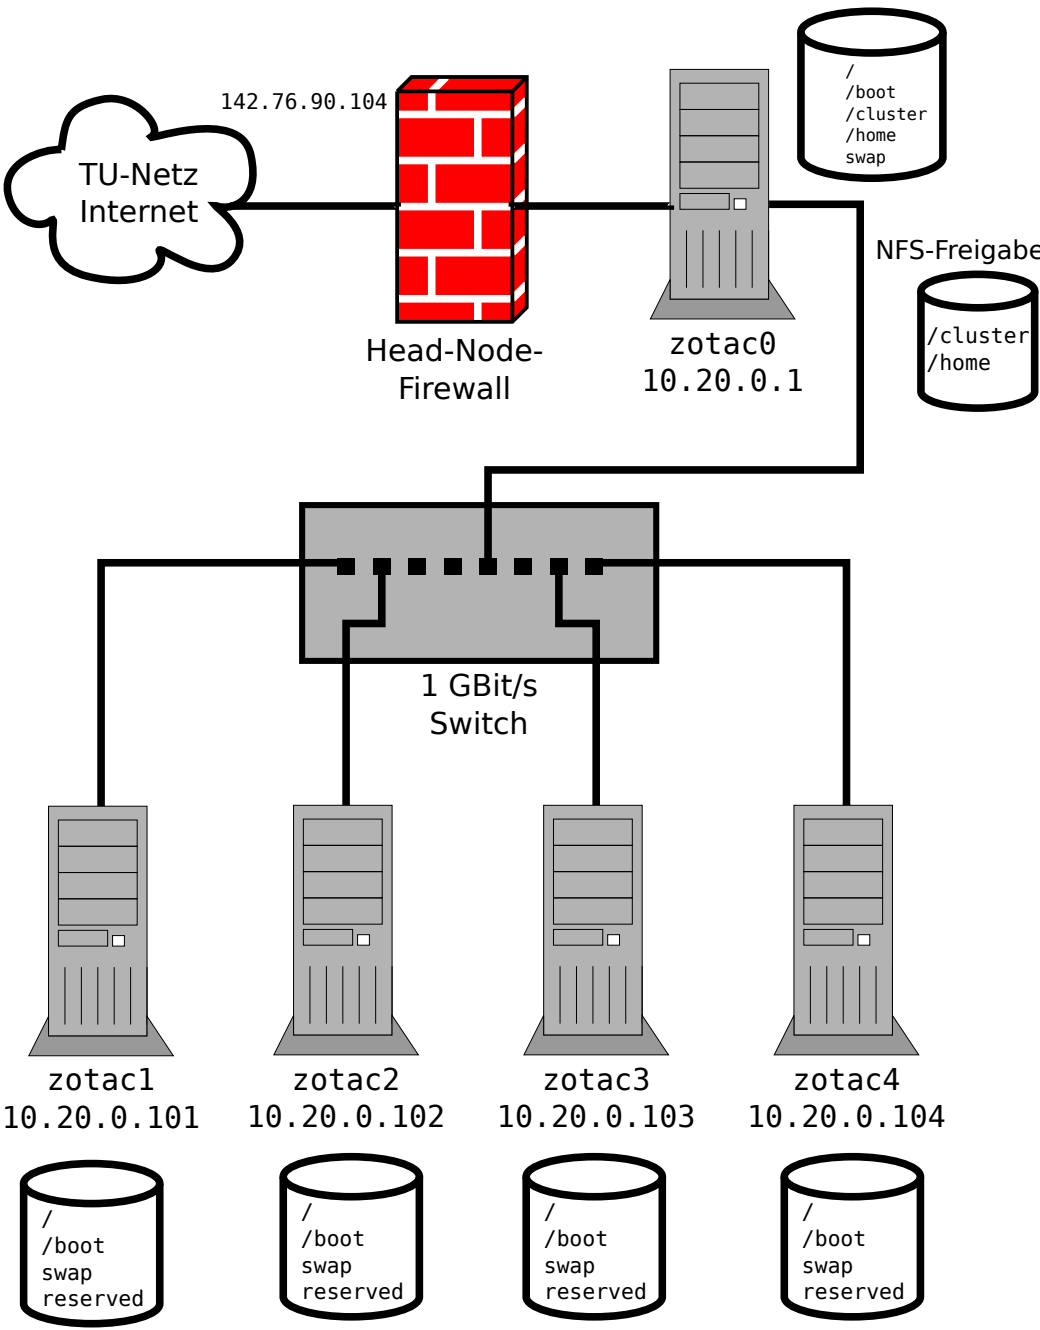 142.76.90.104
TU-Netz
Internet
/
/boot
/cluster
/home
swap
NFS-Freigabe
/cluster
/home
Head-Node-
Firewall
zotac0
10.20.0.1
1 GBit/s
Switch
zotac1
10.20.0.101
zotac2
10.20.0.102
zotac3
10.20.0.103
zotac4
10.20.0.104
/
/boot
swap
reserved
/
/boot
swap
reserved
/
/boot
swap
reserved
/
/boot
swap
reserved